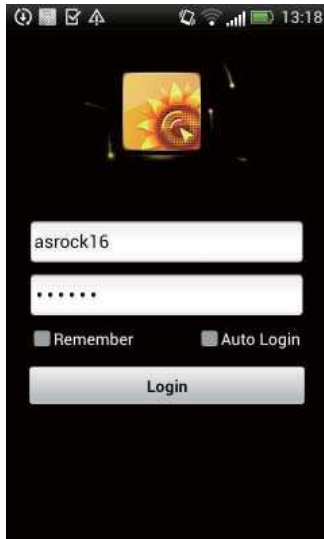 13:18
asrock16
••••••
Remember
Auto Login
Login